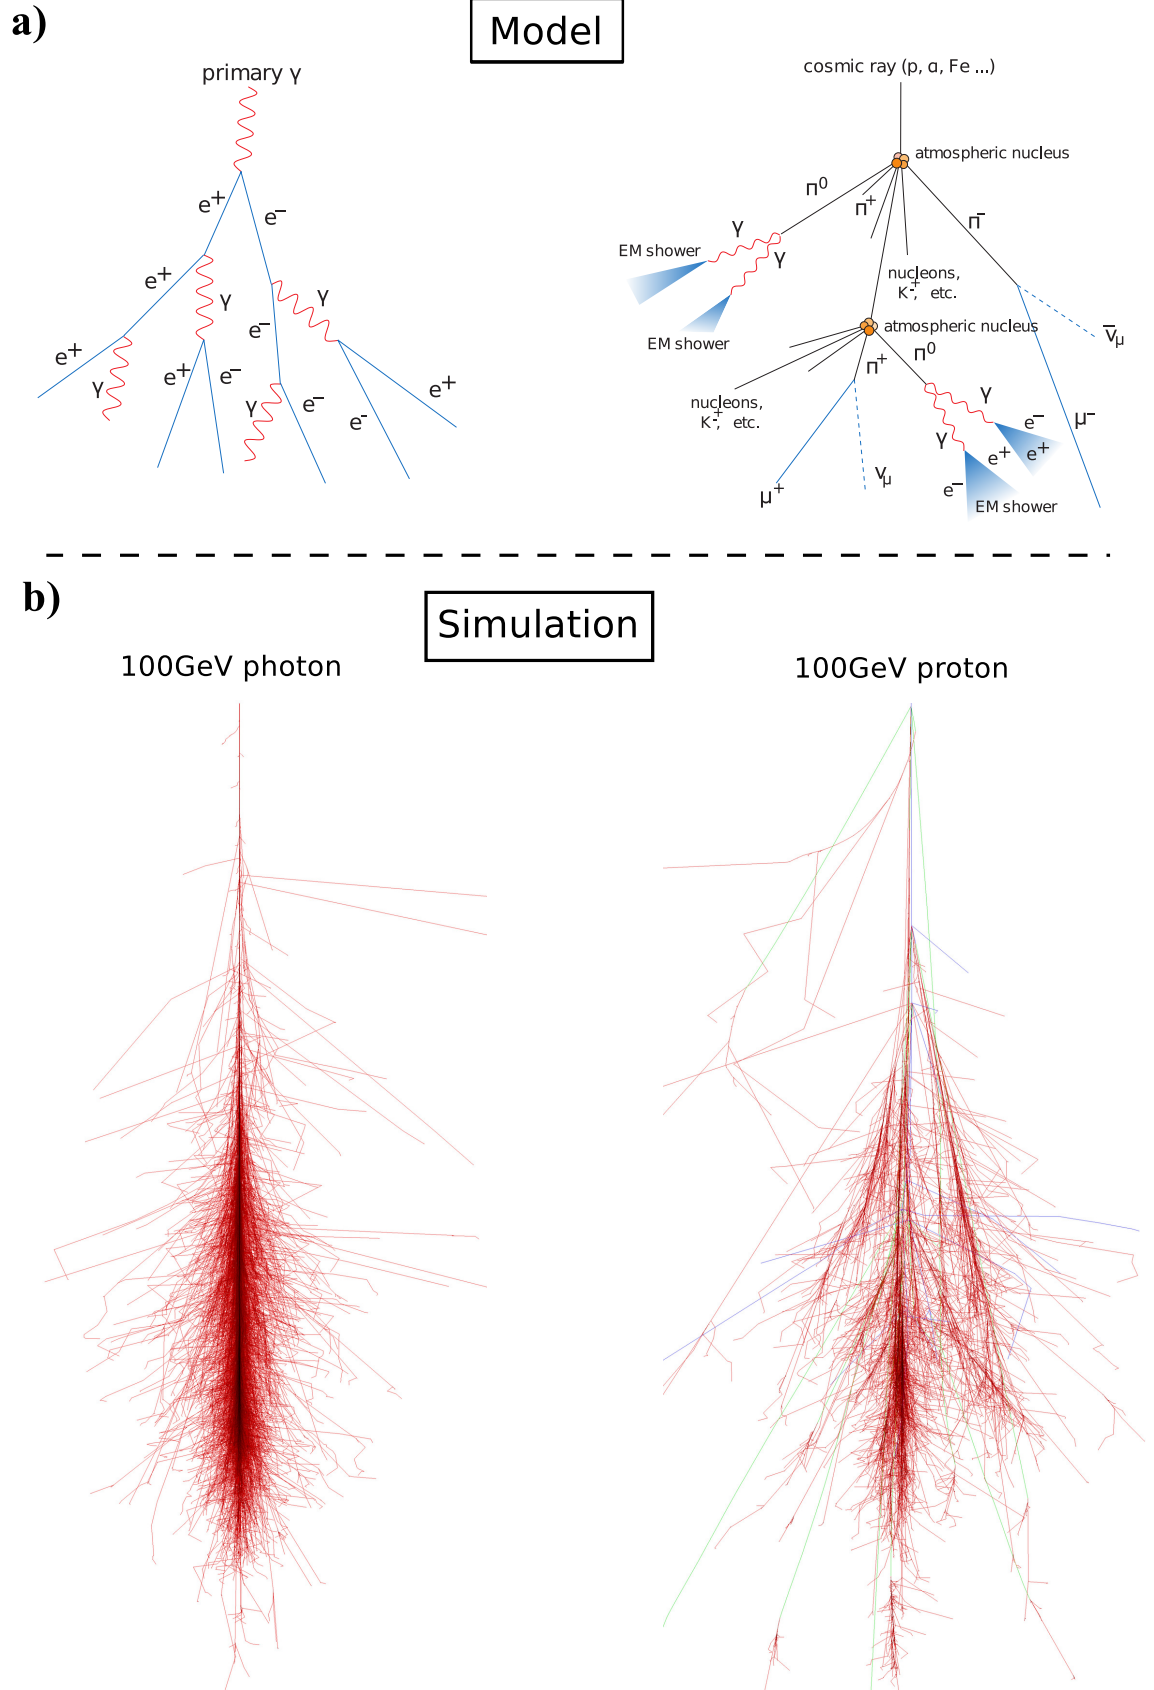 a)
Model
primary γ
e+
e−
e+
γ
γ
e−
e+
γ
e+
e−
γ
e−
e−
e+
cosmic ray (p, α, Fe ...)
atmospheric nucleus
π0
π+
π−
γ
γ
EM shower
EM shower
nucleons,
K±, etc.
atmospheric nucleus
ν̅μ
π0
π+
nucleons,
K±, etc.
γ
γ
e−
e+
e+
e−
μ−
μ+
νμ
EM shower
b)
Simulation
100GeV photon
100GeV proton